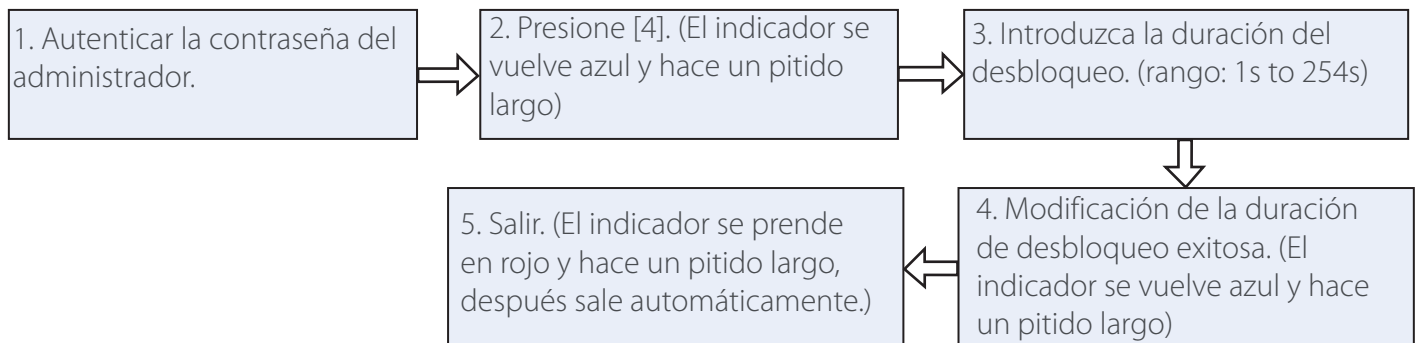 1. Autenticar la contraseña del
administrador.
2. Presione [4]. (El indicador se
vuelve azul y hace un pitido
largo)
3. Introduzca la duración del
desbloqueo. (rango: 1s to 254s)
4. Modificación de la duración
de desbloqueo exitosa. (El
indicador se vuelve azul y hace
un pitido largo)
5. Salir. (El indicador se prende
en rojo y hace un pitido largo,
después sale automáticamente.)